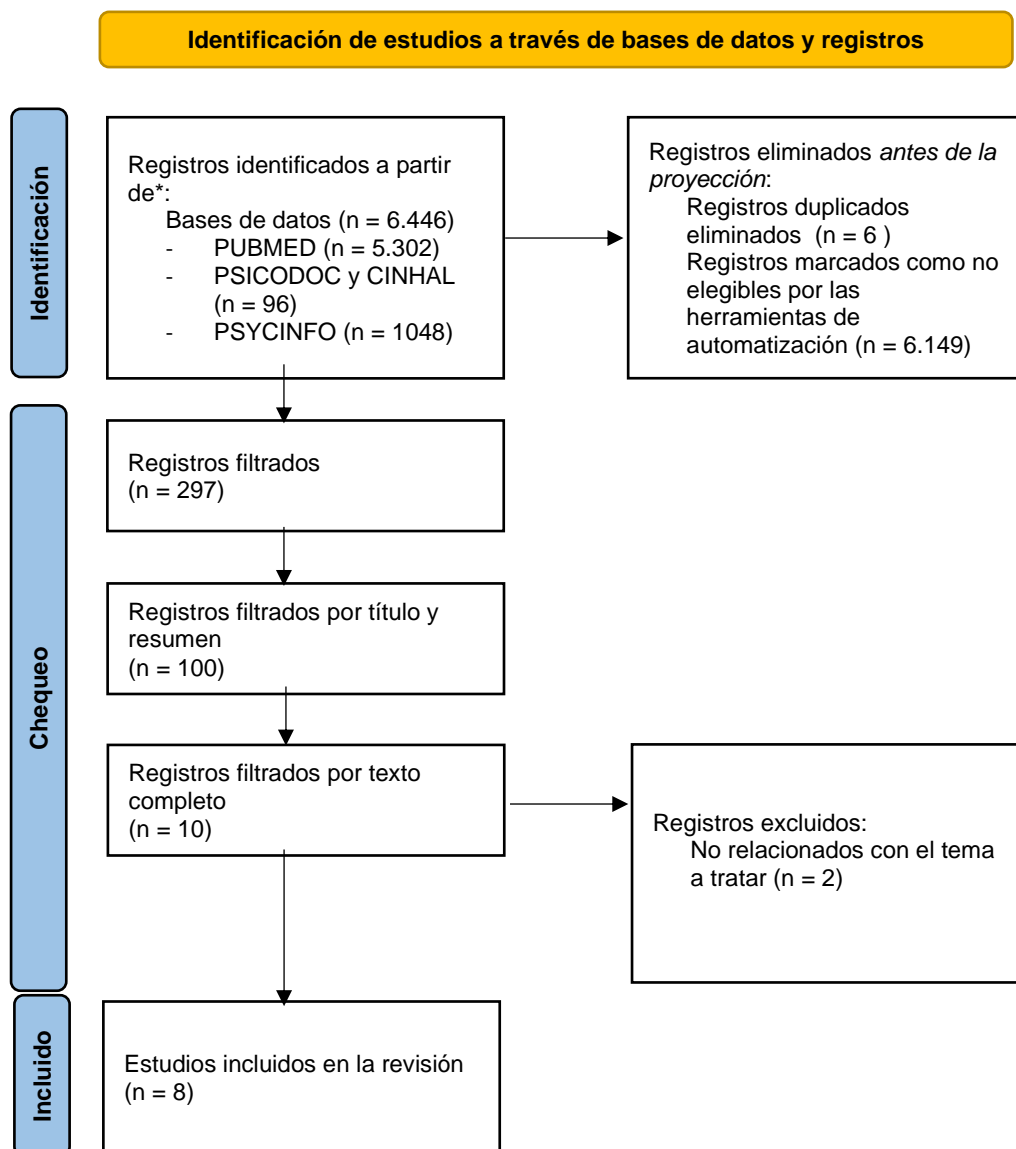 Identificación de estudios a través de bases de datos y registros
Identificación
Registros identificados a partir
de*:
Bases de datos (n = 6.446)
- PUBMED (n = 5.302)
- PSICODOC y CINHAL
(n = 96)
- PSYCINFO (n = 1048)
Registros eliminados antes de la
proyección:
Registros duplicados
eliminados (n = 6 )
Registros marcados como no
elegibles por las
herramientas de
automatización (n = 6.149)
Chequeo
Registros filtrados
(n = 297)
Registros filtrados por título y
resumen
(n = 100)
Registros filtrados por texto
completo
(n = 10)
Registros excluidos:
No relacionados con el tema
a tratar (n = 2)
Incluido
Estudios incluidos en la revisión
(n = 8)